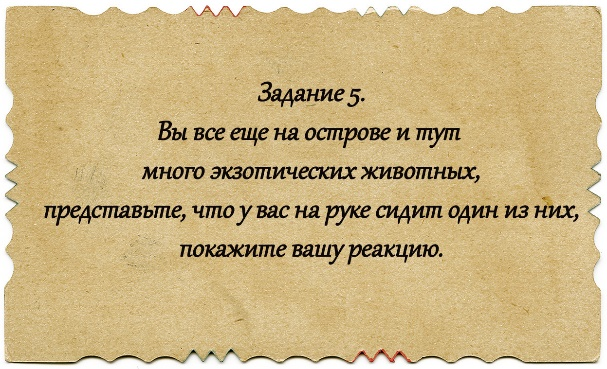 Задание 5.
Вы все еще на острове и тут
много экзотических животных,
представьте, что у вас на руке сидит один из них,
покажите вашу реакцию.